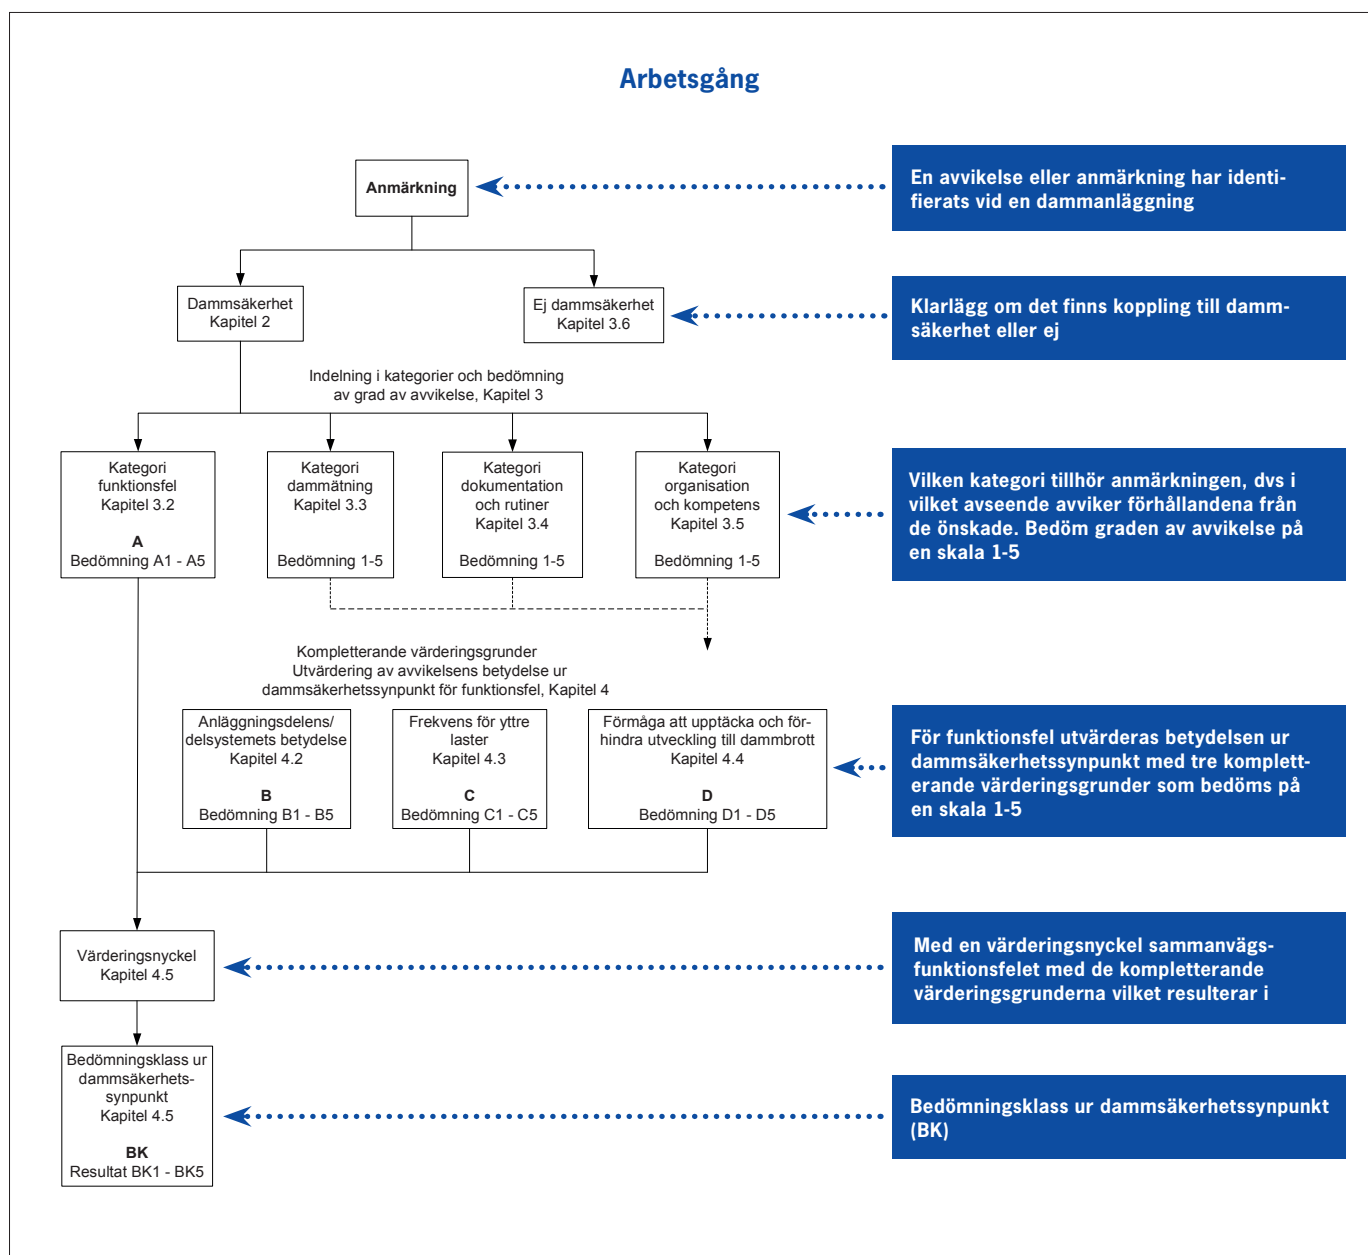 Arbetsgång
Anmärkning
En avvikelse eller anmärkning har identi-
fierats vid en dammanläggning
Dammsäkerhet
Kapitel 2
Ej dammsäkerhet
Kapitel 3.6
Klarlägg om det finns koppling till damm-
säkerhet eller ej
Indelning i kategorier och bedömning
av grad av avvikelse, Kapitel 3
Kategori
funktionsfel
Kapitel 3.2
A
Bedömning A1 - A5
Kategori
dammätning
Kapitel 3.3
Bedömning 1-5
Kategori
dokumentation
och rutiner
Kapitel 3.4
Bedömning 1-5
Kategori
organisation
och kompetens
Kapitel 3.5
Bedömning 1-5
Vilken kategori tillhör anmärkningen, dvs i
vilket avseende avviker förhållandena från
de önskade. Bedöm graden av avvikelse på
en skala 1-5
Kompletterande värderingsgrunder
Utvärdering av avvikelsens betydelse ur
dammsäkerhetssynpunkt för funktionsfel, Kapitel 4
Anläggningsdelens/
delsystemets betydelse
Kapitel 4.2
B
Bedömning B1 - B5
Frekvens för yttre
laster
Kapitel 4.3
C
Bedömning C1 - C5
Förmåga att upptäcka och för-
hindra utveckling till dammbrott
Kapitel 4.4
D
Bedömning D1 - D5
För funktionsfel utvärderas betydelsen ur
dammsäkerhetssynpunkt med tre komplett-
erande värderingsgrunder som bedöms på
en skala 1-5
Värderingsnyckel
Kapitel 4.5
Med en värderingsnyckel sammanvägs-
funktionsfelet med de kompletterande
värderingsgrunderna vilket resulterar i
Bedömningsklass ur
dammsäkerhets-
synpunkt
Kapitel 4.5
BK
Resultat BK1 - BK5
Bedömningsklass ur dammsäkerhetssynpunkt
(BK)